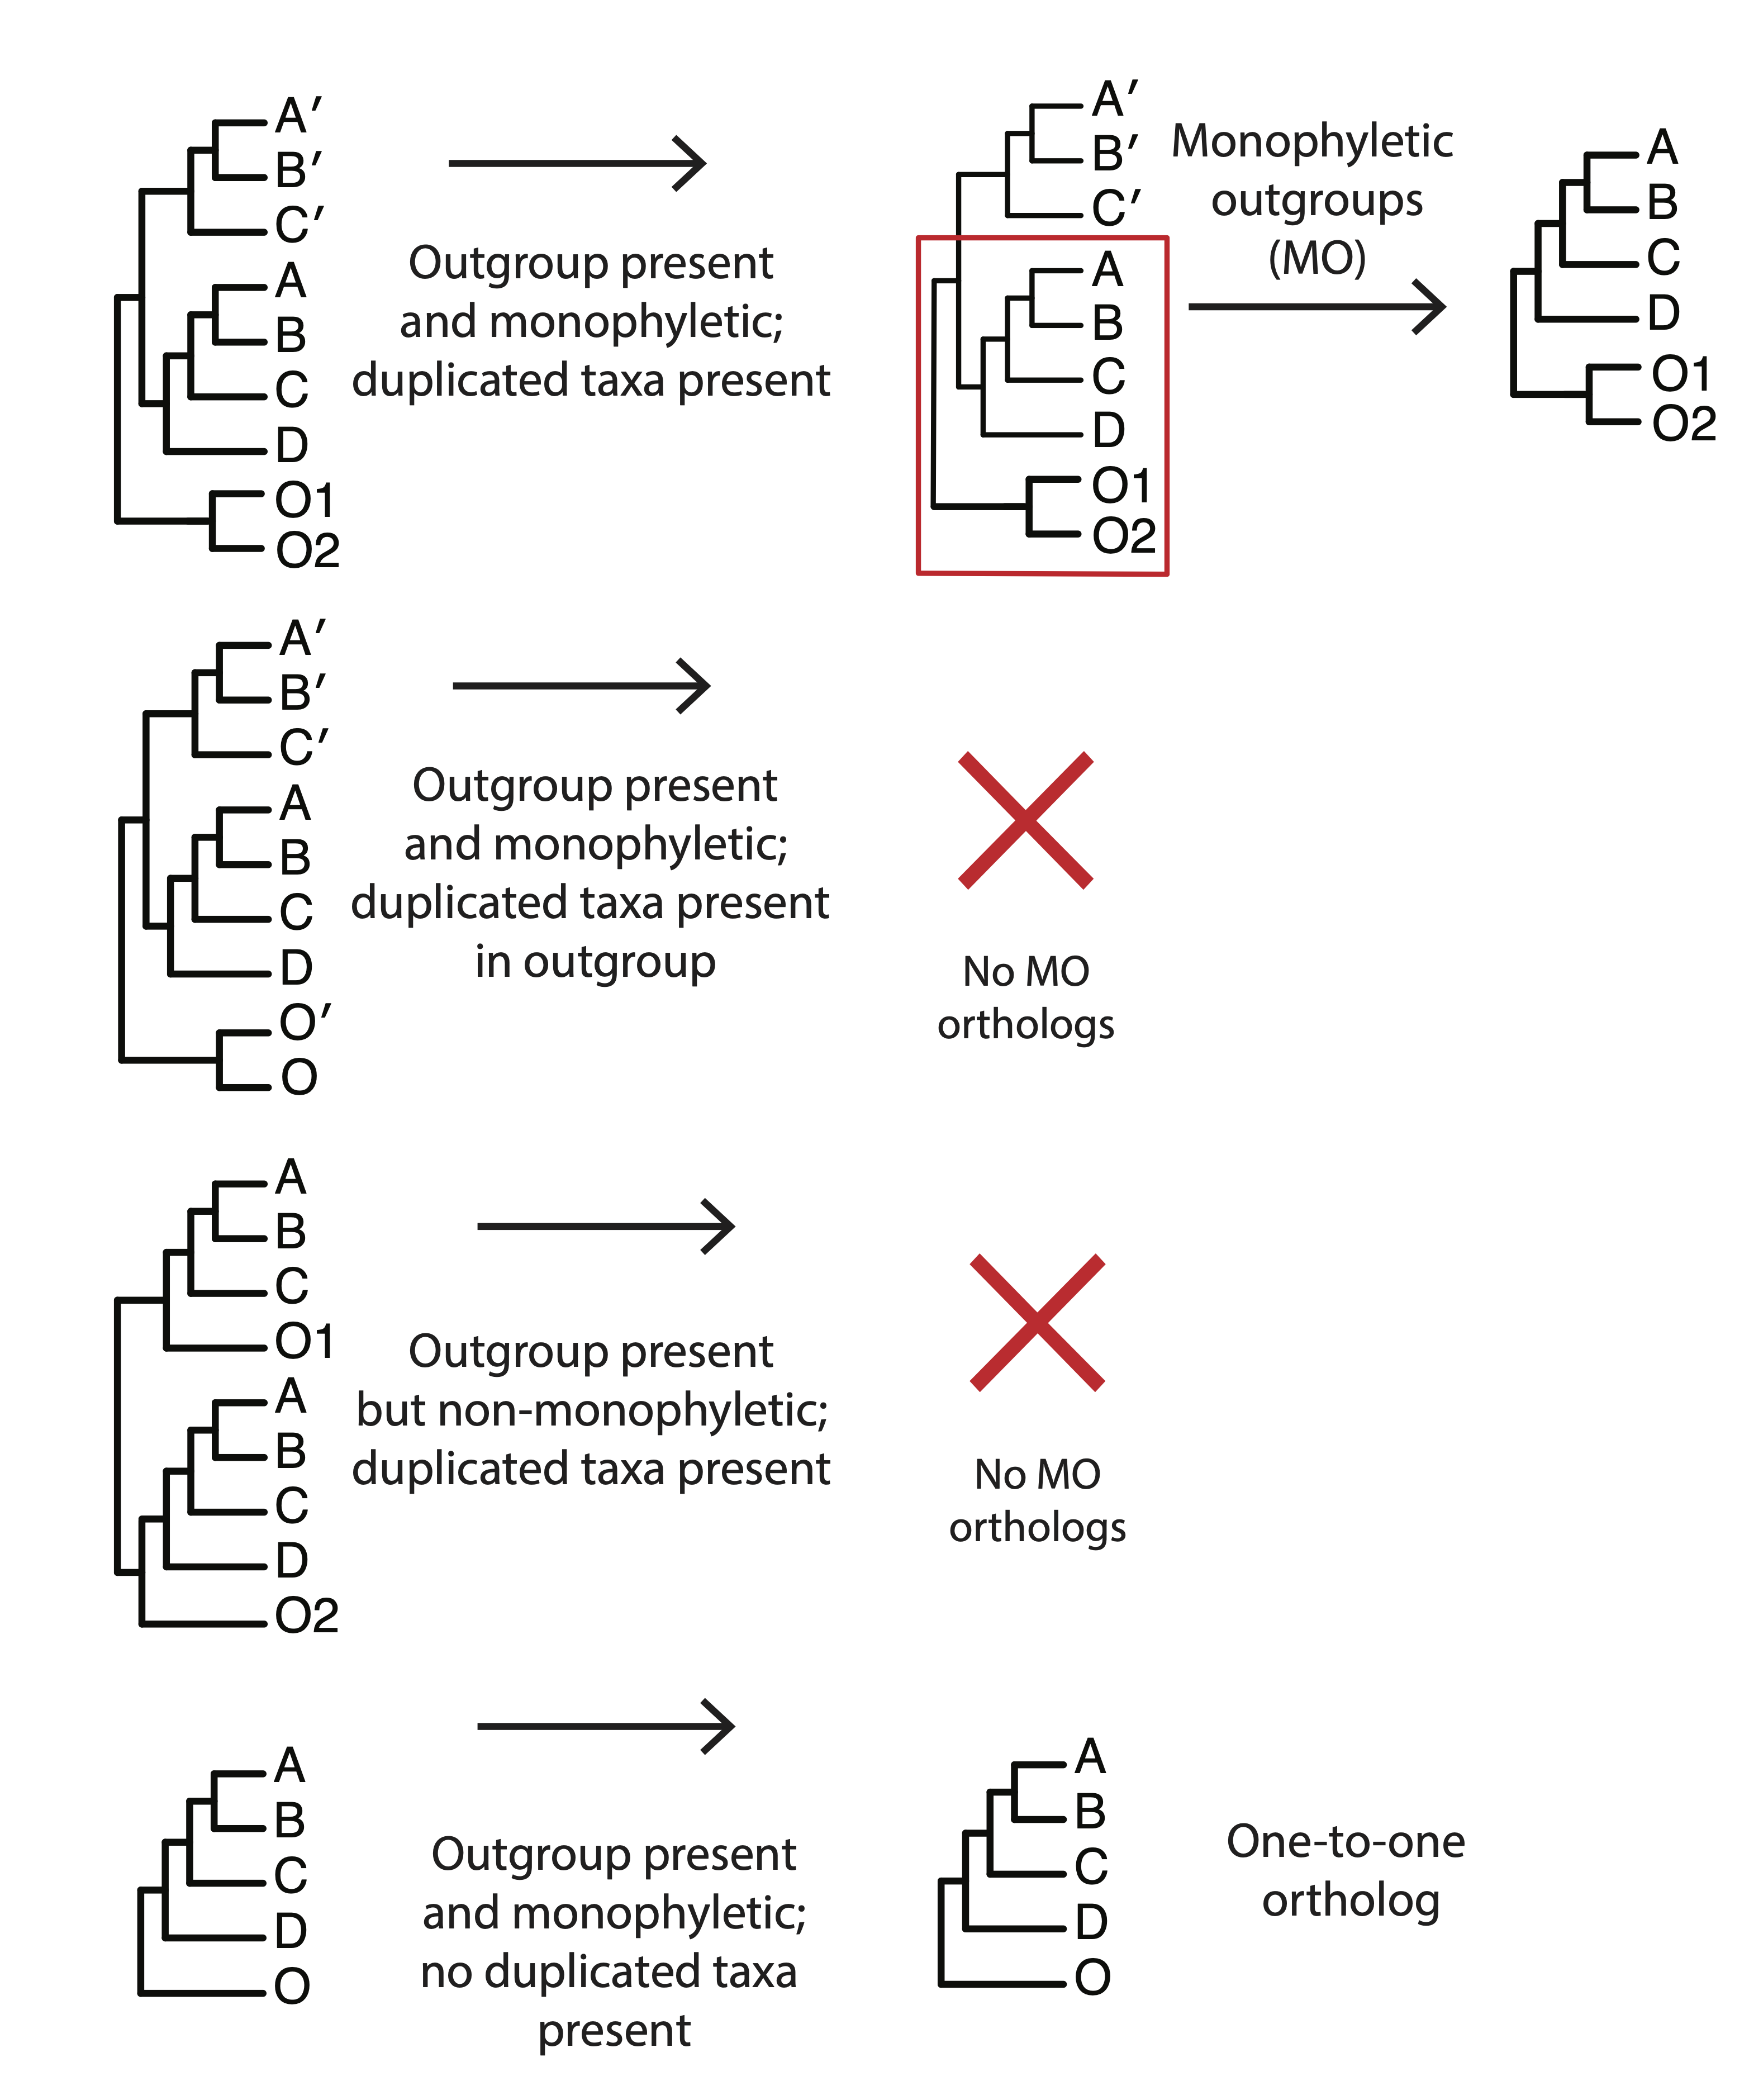 A′
B′
C′
A
B
C
D
O1
O2
Outgroup present
and monophyletic;
duplicated taxa present
A′
B′
C′
A
B
C
D
O1
O2
Monophyletic
outgroups
(MO)
A
B
C
D
O1
O2
A′
B′
C′
A
B
C
D
O′
O
Outgroup present
and monophyletic;
duplicated taxa present
in outgroup
No MO
orthologs
A
B
C
O1
A
B
C
D
O2
Outgroup present
but non-monophyletic;
duplicated taxa present
No MO
orthologs
A
B
C
D
O
Outgroup present
and monophyletic;
no duplicated taxa
present
A
B
C
D
O
One-to-one
ortholog